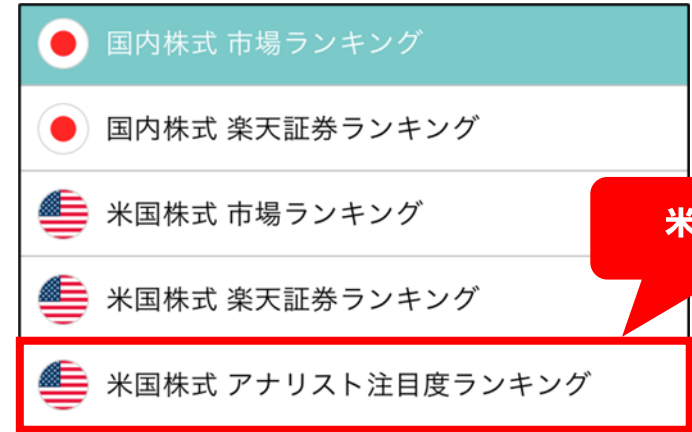 国内株式 市場ランキング
国内株式 楽天証券ランキング
米国株式 市場ランキング
米
米国株式 楽天証券ランキング
米国株式 アナリスト注目度ランキング